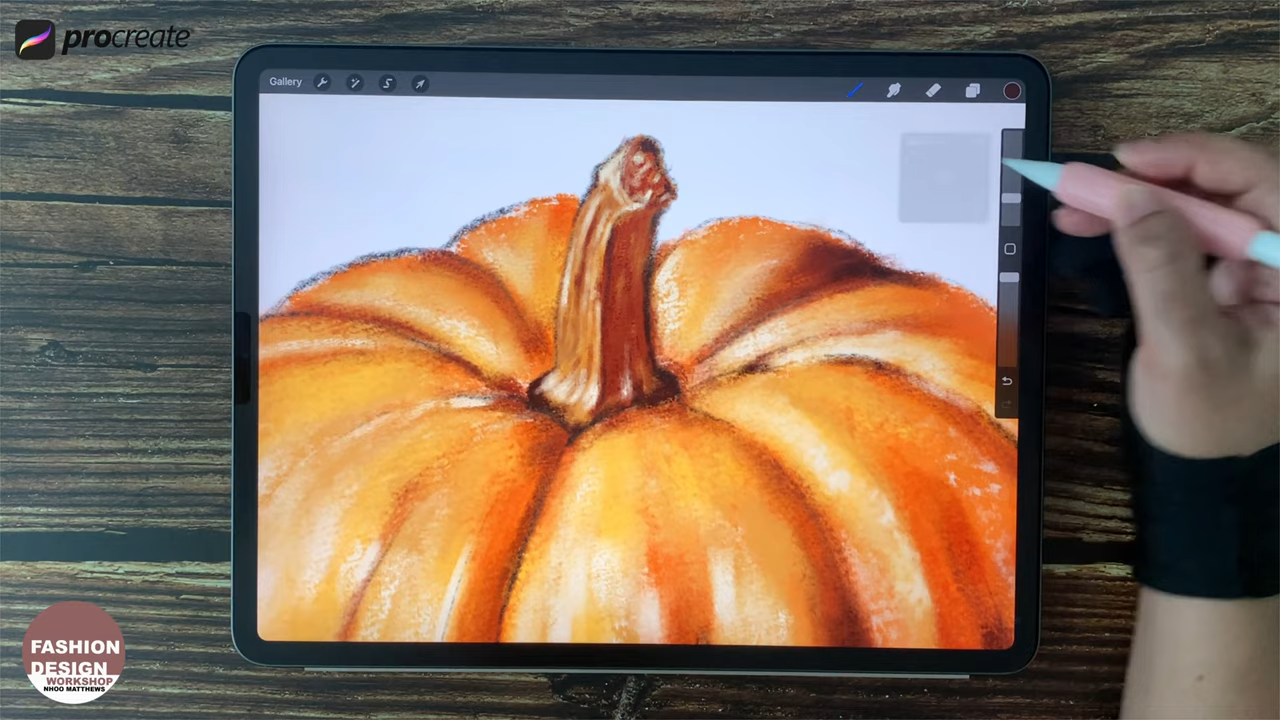 procreate
Gallery
FASHION
DESIGN
WORKSHOP
NHOO MATTHEWS